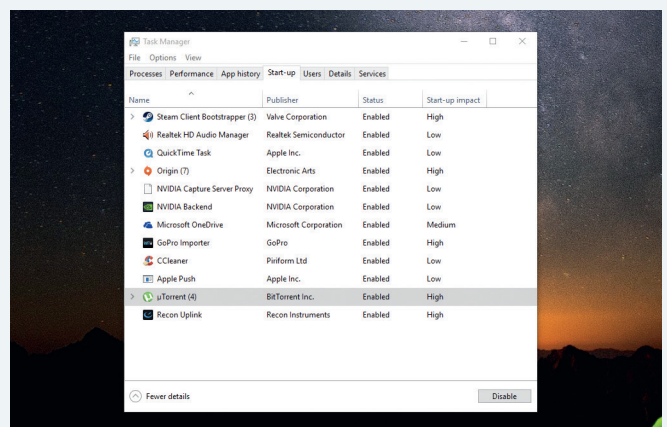 Task Manager
File Options View
Processes Performance App history Start-up Users Details Services
Name Publisher Status Start-up impact
Steam Client Bootstrapper (3) Valve Corporation Enabled High
Realtek HD Audio Manager Realtek Semiconductor Enabled Low
QuickTime Task Apple Inc. Enabled Low
Origin (7) Electronic Arts Enabled High
NVIDIA Capture Server Proxy NVIDIA Corporation Enabled Low
NVIDIA Backend NVIDIA Corporation Enabled Low
Microsoft OneDrive Microsoft Corporation Enabled Medium
GoPro Importer GoPro Enabled High
CCleaner Piriform Ltd Enabled Low
Apple Push Apple Inc. Enabled Low
µTorrent (4) BitTorrent Inc. Enabled High
Recon Uplink Recon Instruments Enabled High
Fewer details Disable